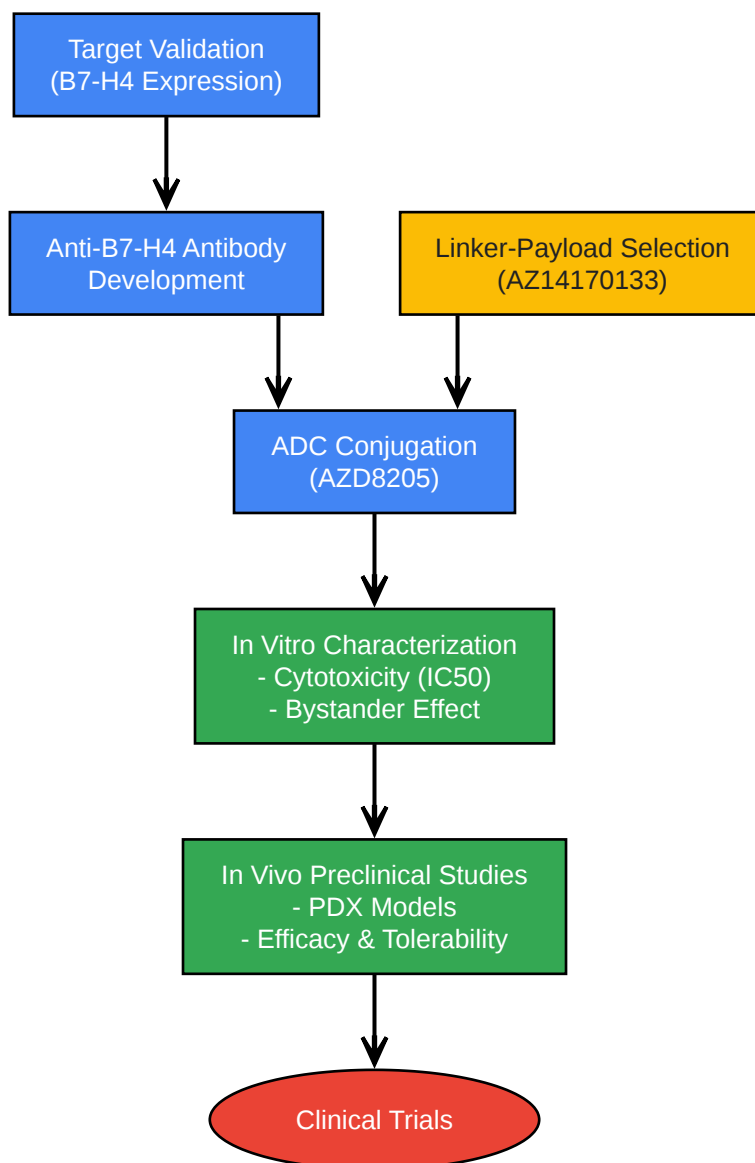 Target Validation
(B7-H4 Expression)
Anti-B7-H4 Antibody
Development
Linker-Payload Selection
(AZ14170133)
ADC Conjugation
(AZD8205)
In Vitro Characterization
- Cytotoxicity (IC50)
- Bystander Effect
In Vivo Preclinical Studies
- PDX Models
- Efficacy & Tolerability
Clinical Trials